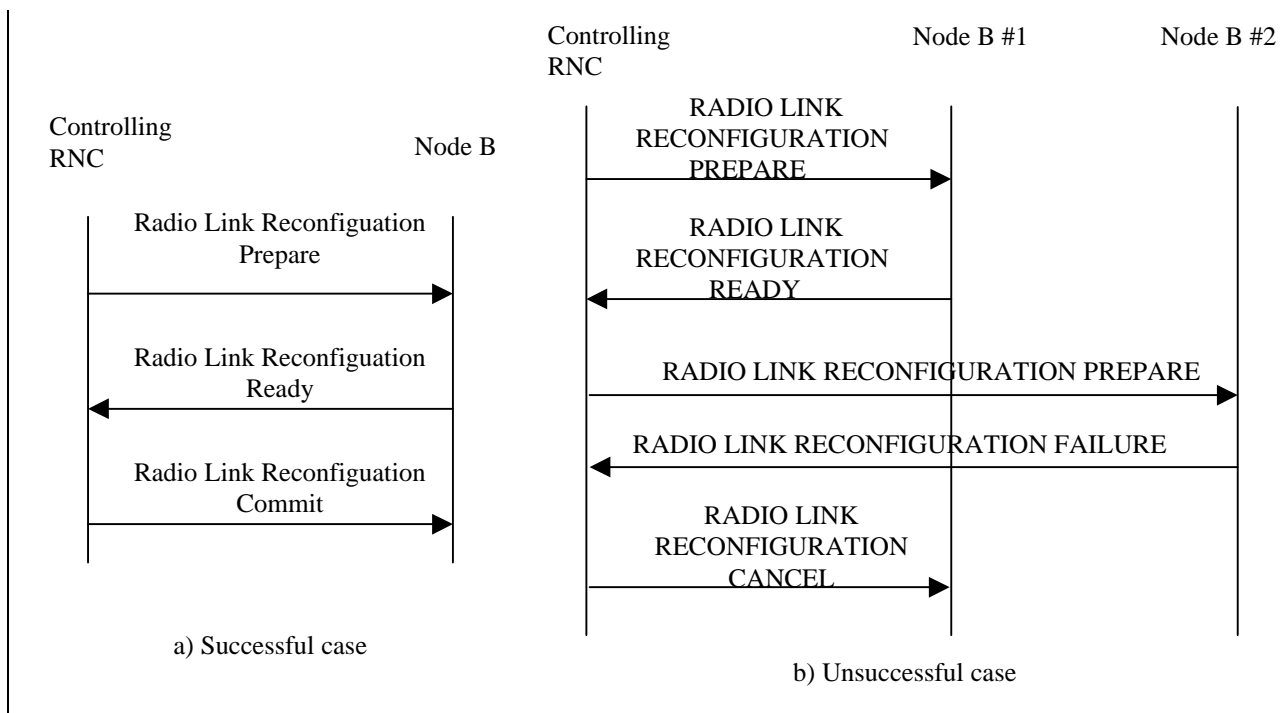 Controlling
RNC
Node B
Radio Link Reconfiguation
Prepare
Radio Link Reconfiguation
Ready
Radio Link Reconfiguation
Commit
a) Successful case
Controlling
RNC
Node B #1
Node B #2
RADIO LINK
RECONFIGURATION
PREPARE
RADIO LINK
RECONFIGURATION
READY
RADIO LINK RECONFIGURATION PREPARE
RADIO LINK RECONFIGURATION FAILURE
RADIO LINK
RECONFIGURATION
CANCEL
b) Unsuccessful case